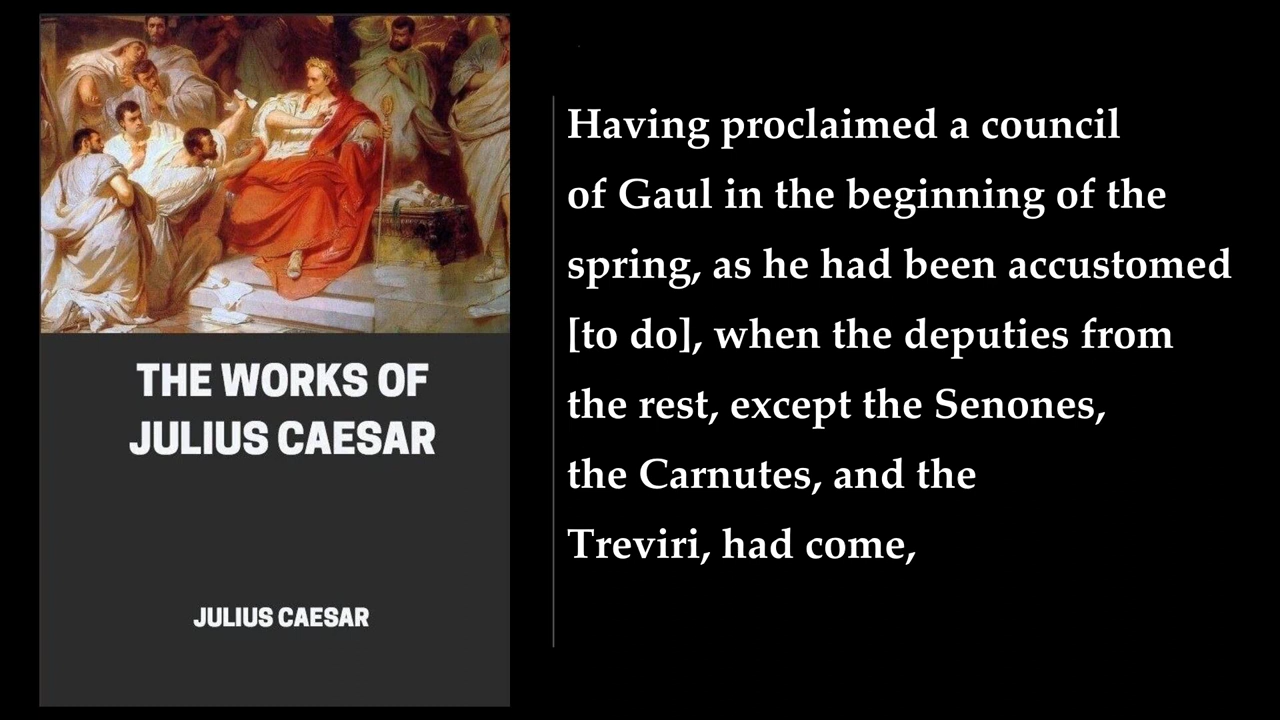 THE WORKS OF
JULIUS CAESAR
JULIUS CAESAR
Having proclaimed a council
of Gaul in the beginning of the
spring, as he had been accustomed
[to do], when the deputies from
the rest, except the Senones,
the Carnutes, and the
Treviri, had come,